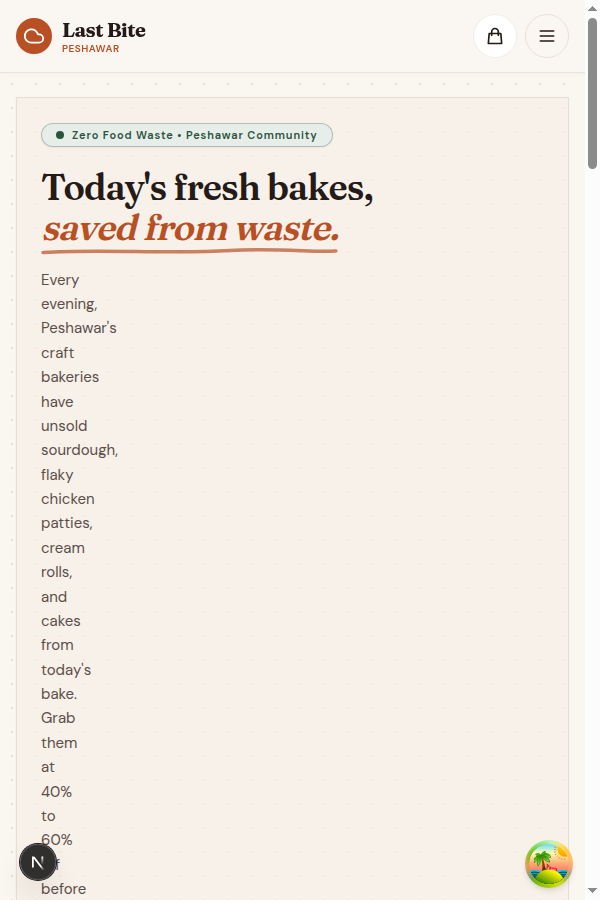 Last Bite
PESHAWAR
Zero Food Waste • Peshawar Community
Today's fresh bakes,
saved from waste.
Every
evening,
Peshawar's
craft
bakeries
have
unsold
sourdough,
flaky
chicken
patties,
cream
rolls,
and
cakes
from
today's
bake.
Grab
them
at
40%
to
60%
before